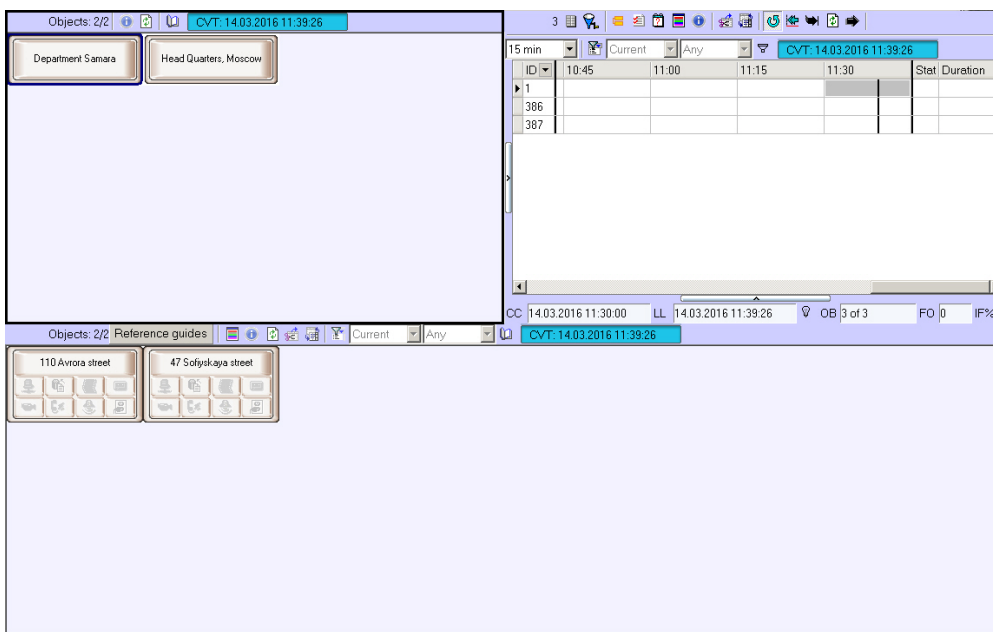 Objects: 2/2 CVT: 14.03.2016 11:39:26
Department Samara Head Quarters, Moscow
3
15 min Current Any CVT: 14.03.2016 11:39:26
ID 10:45 11:00 11:15 11:30 Stat Duration
1
386
387
CC 14.03.2016 11:30:00 LL 14.03.2016 11:39:26 OB 3 of 3 FO 0 IF%
Objects: 2/2 Reference guides Current Any CVT: 14.03.2016 11:39:26
110 Avrora street 47 Sofiyskaya street